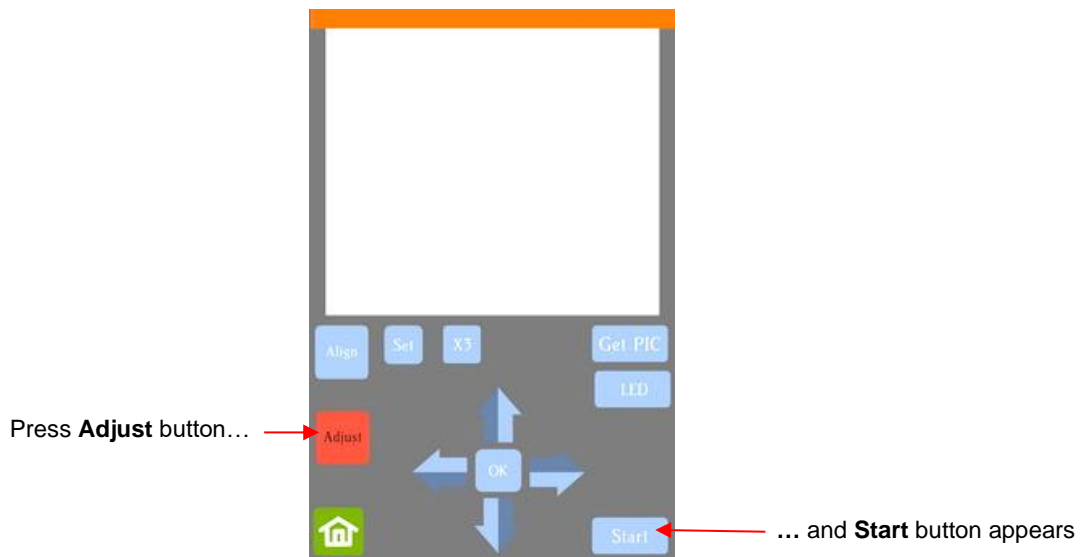 Align
Set
X3
Get PIC
LED
Press Adjust button…
Adjust
OK
Start
… and Start button appears